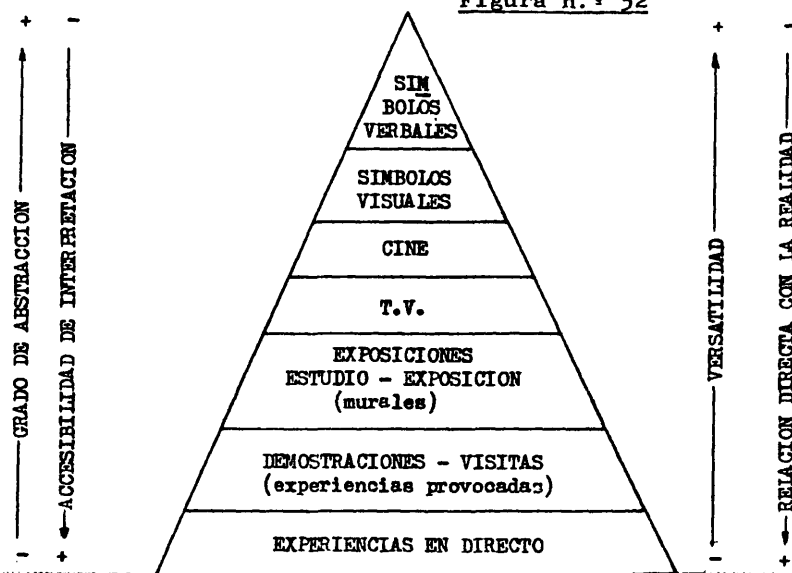 Figura n.º 52
+
-
+
-
SIM
BOLOS
VERBALES
SIMBOLOS
VISUALES
CINE
T.V.
EXPOSICIONES
ESTUDIO - EXPOSICION
(murales)
DEMOSTRACIONES - VISITAS
(experiencias provocadas)
EXPERIENCIAS EN DIRECTO
GRADO DE ABSTRACCION
ACCESIBILIDAD DE INTERPRETACION
VERSATILIDAD
RELACION DIRECTA CON LA REALIDAD
-
+
-
+